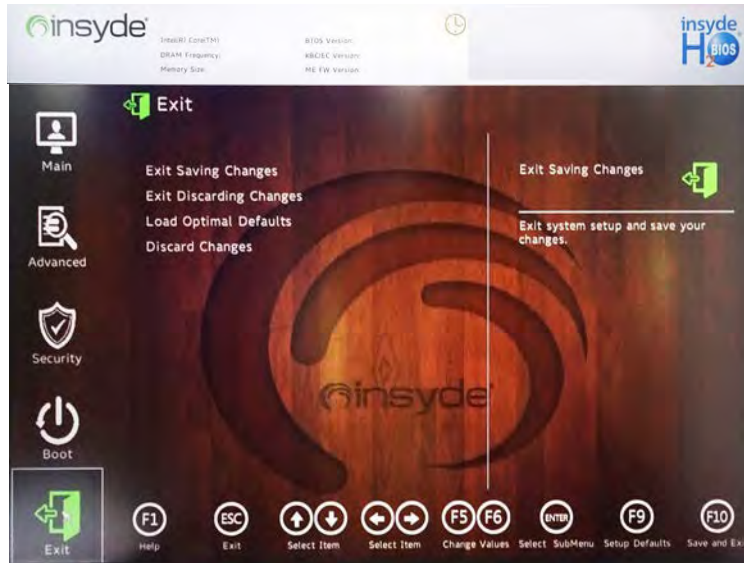 insyde
Intel(R) Core(TM)
BIOS Version:
DRAM Frequency:
KBC/EC Version:
Memory Size:
ME FW Version:
insyde
H2O BIOS
Exit
Main
Advanced
Security
Boot
Exit
Exit Saving Changes
Exit Discarding Changes
Load Optimal Defaults
Discard Changes
Exit Saving Changes
Exit system setup and save your
changes.
insyde
F1
Help
ESC
Exit
Select Item
Select Item
F5 F6
Change Values
ENTER
Select SubMenu
F9
Setup Defaults
F10
Save and Ex